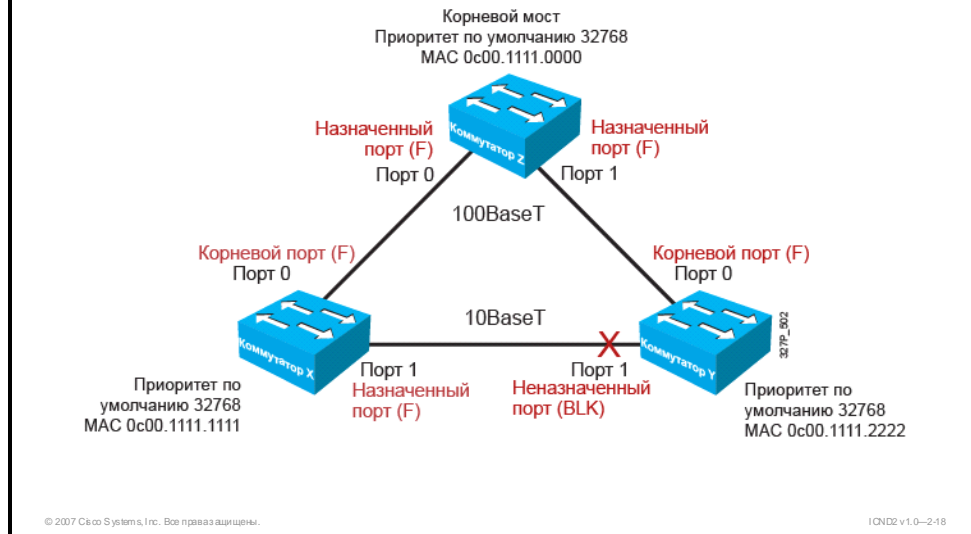 Корневой мост
Приоритет по умолчанию 32768
MAC 0c00.1111.0000
Коммутатор Z
Назначенный
порт (F)
Назначенный
порт (F)
Порт 0
Порт 1
100BaseT
Корневой порт (F)
Порт 0
Корневой порт (F)
Порт 0
10BaseT
Коммутатор X
Коммутатор Y
327P_502
Порт 1
Назначенный
порт (F)
Порт 1
Неназначенный
порт (BLK)
Приоритет по
умолчанию 32768
MAC 0c00.1111.1111
Приоритет по
умолчанию 32768
MAC 0c00.1111.2222
© 2007 Cisco Systems, Inc. Все права защищены.
ICND2 v1.0—2-18